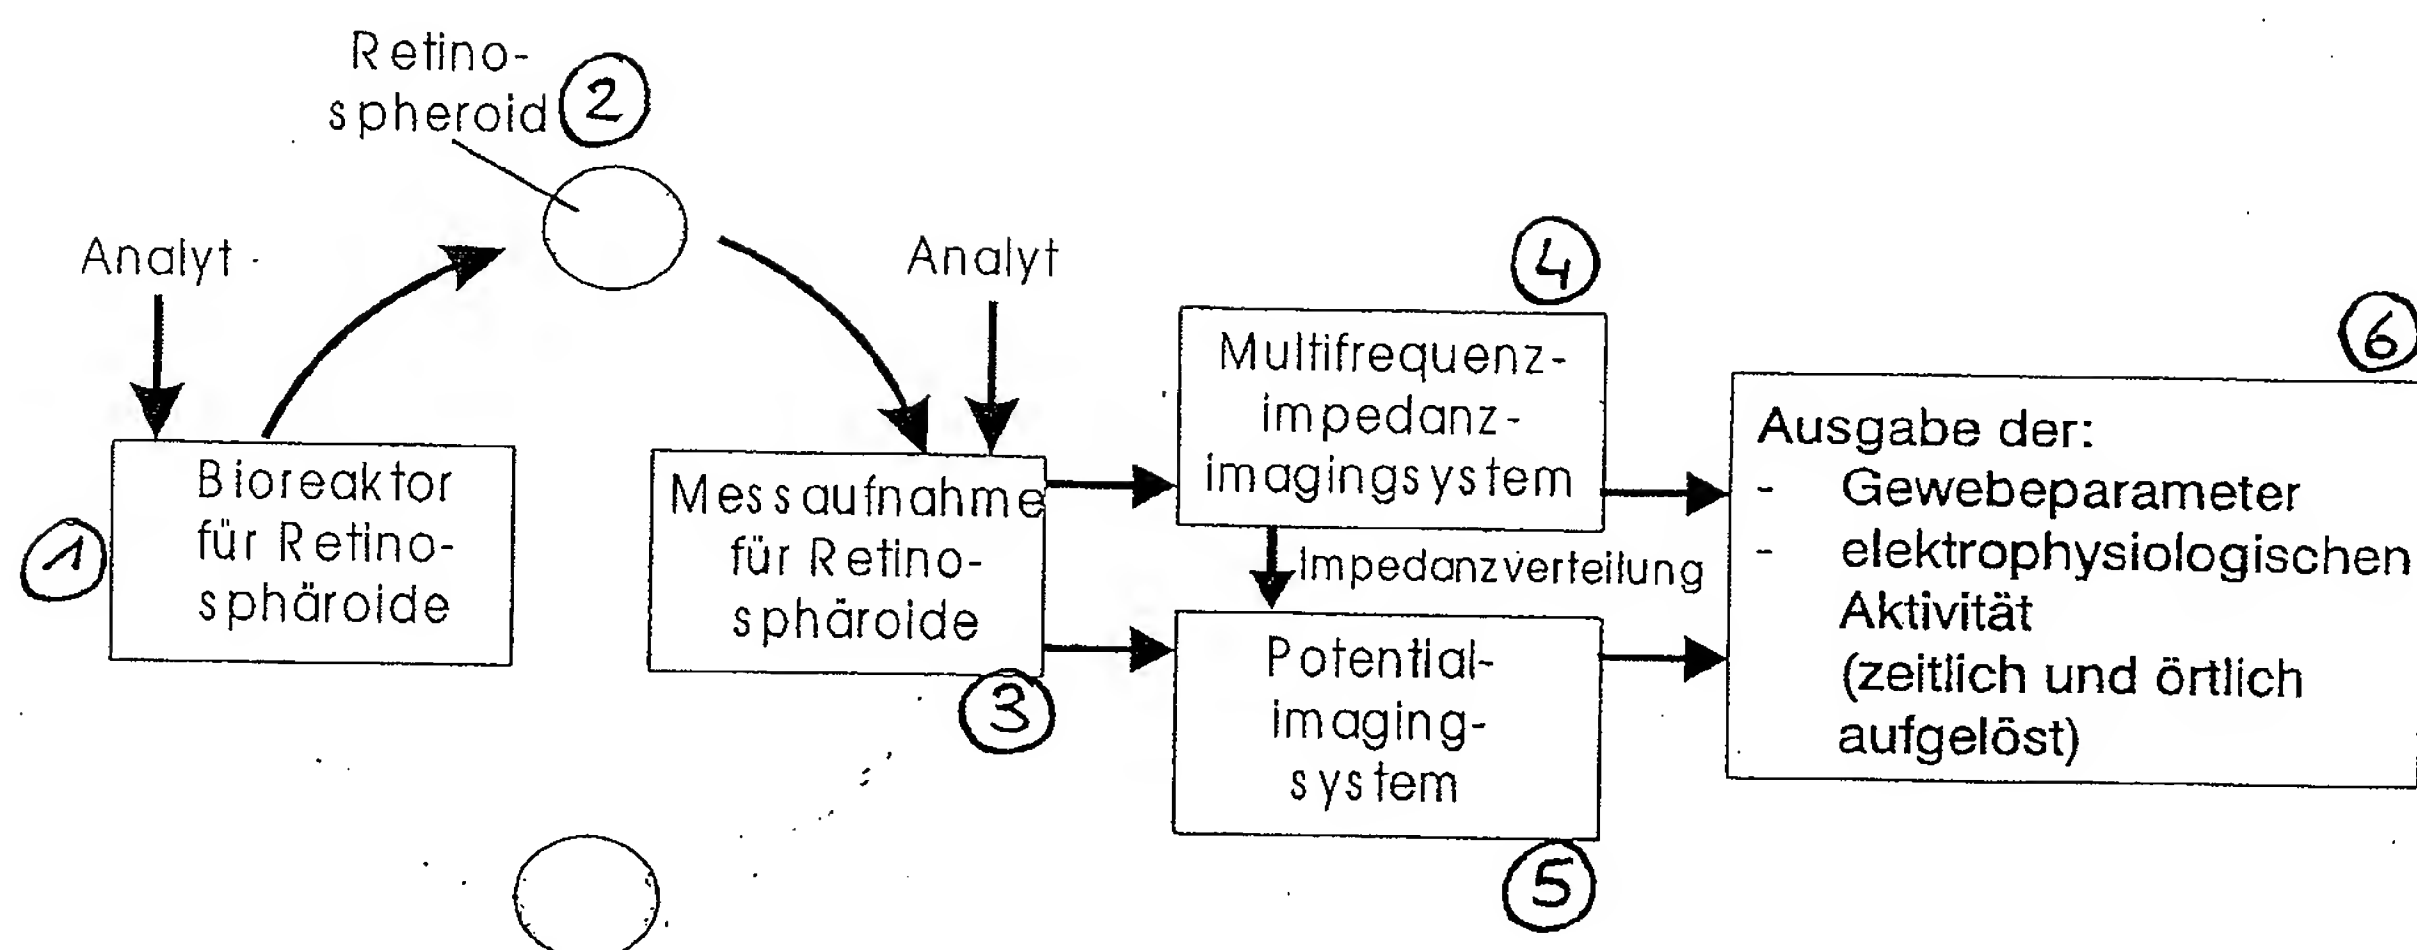 Retino-
spheroid
2
Analyt
Analyt
1
Bioreaktor
für Retino-
sphäroide
Messaufnahme
für Retino-
sphäroide
3
4
Multifrequenz-
impedanz-
imagingsystem
Impedanzverteilung
Potential-
imaging-
system
5
6
Ausgabe der:
- Gewebeparameter
- elektrophysiologischen
Aktivität
(zeitlich und örtlich
aufgelöst)